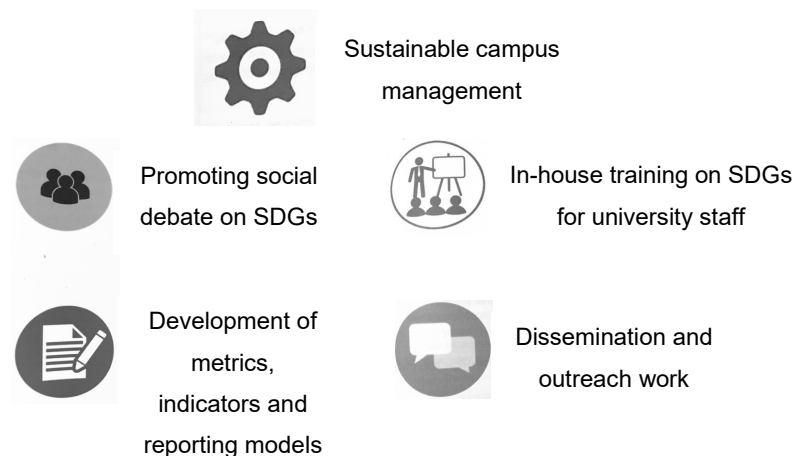 Sustainable campus
management
Promoting social
debate on SDGs
In-house training on SDGs
for university staff
Development of
metrics,
indicators and
reporting models
Dissemination and
outreach work